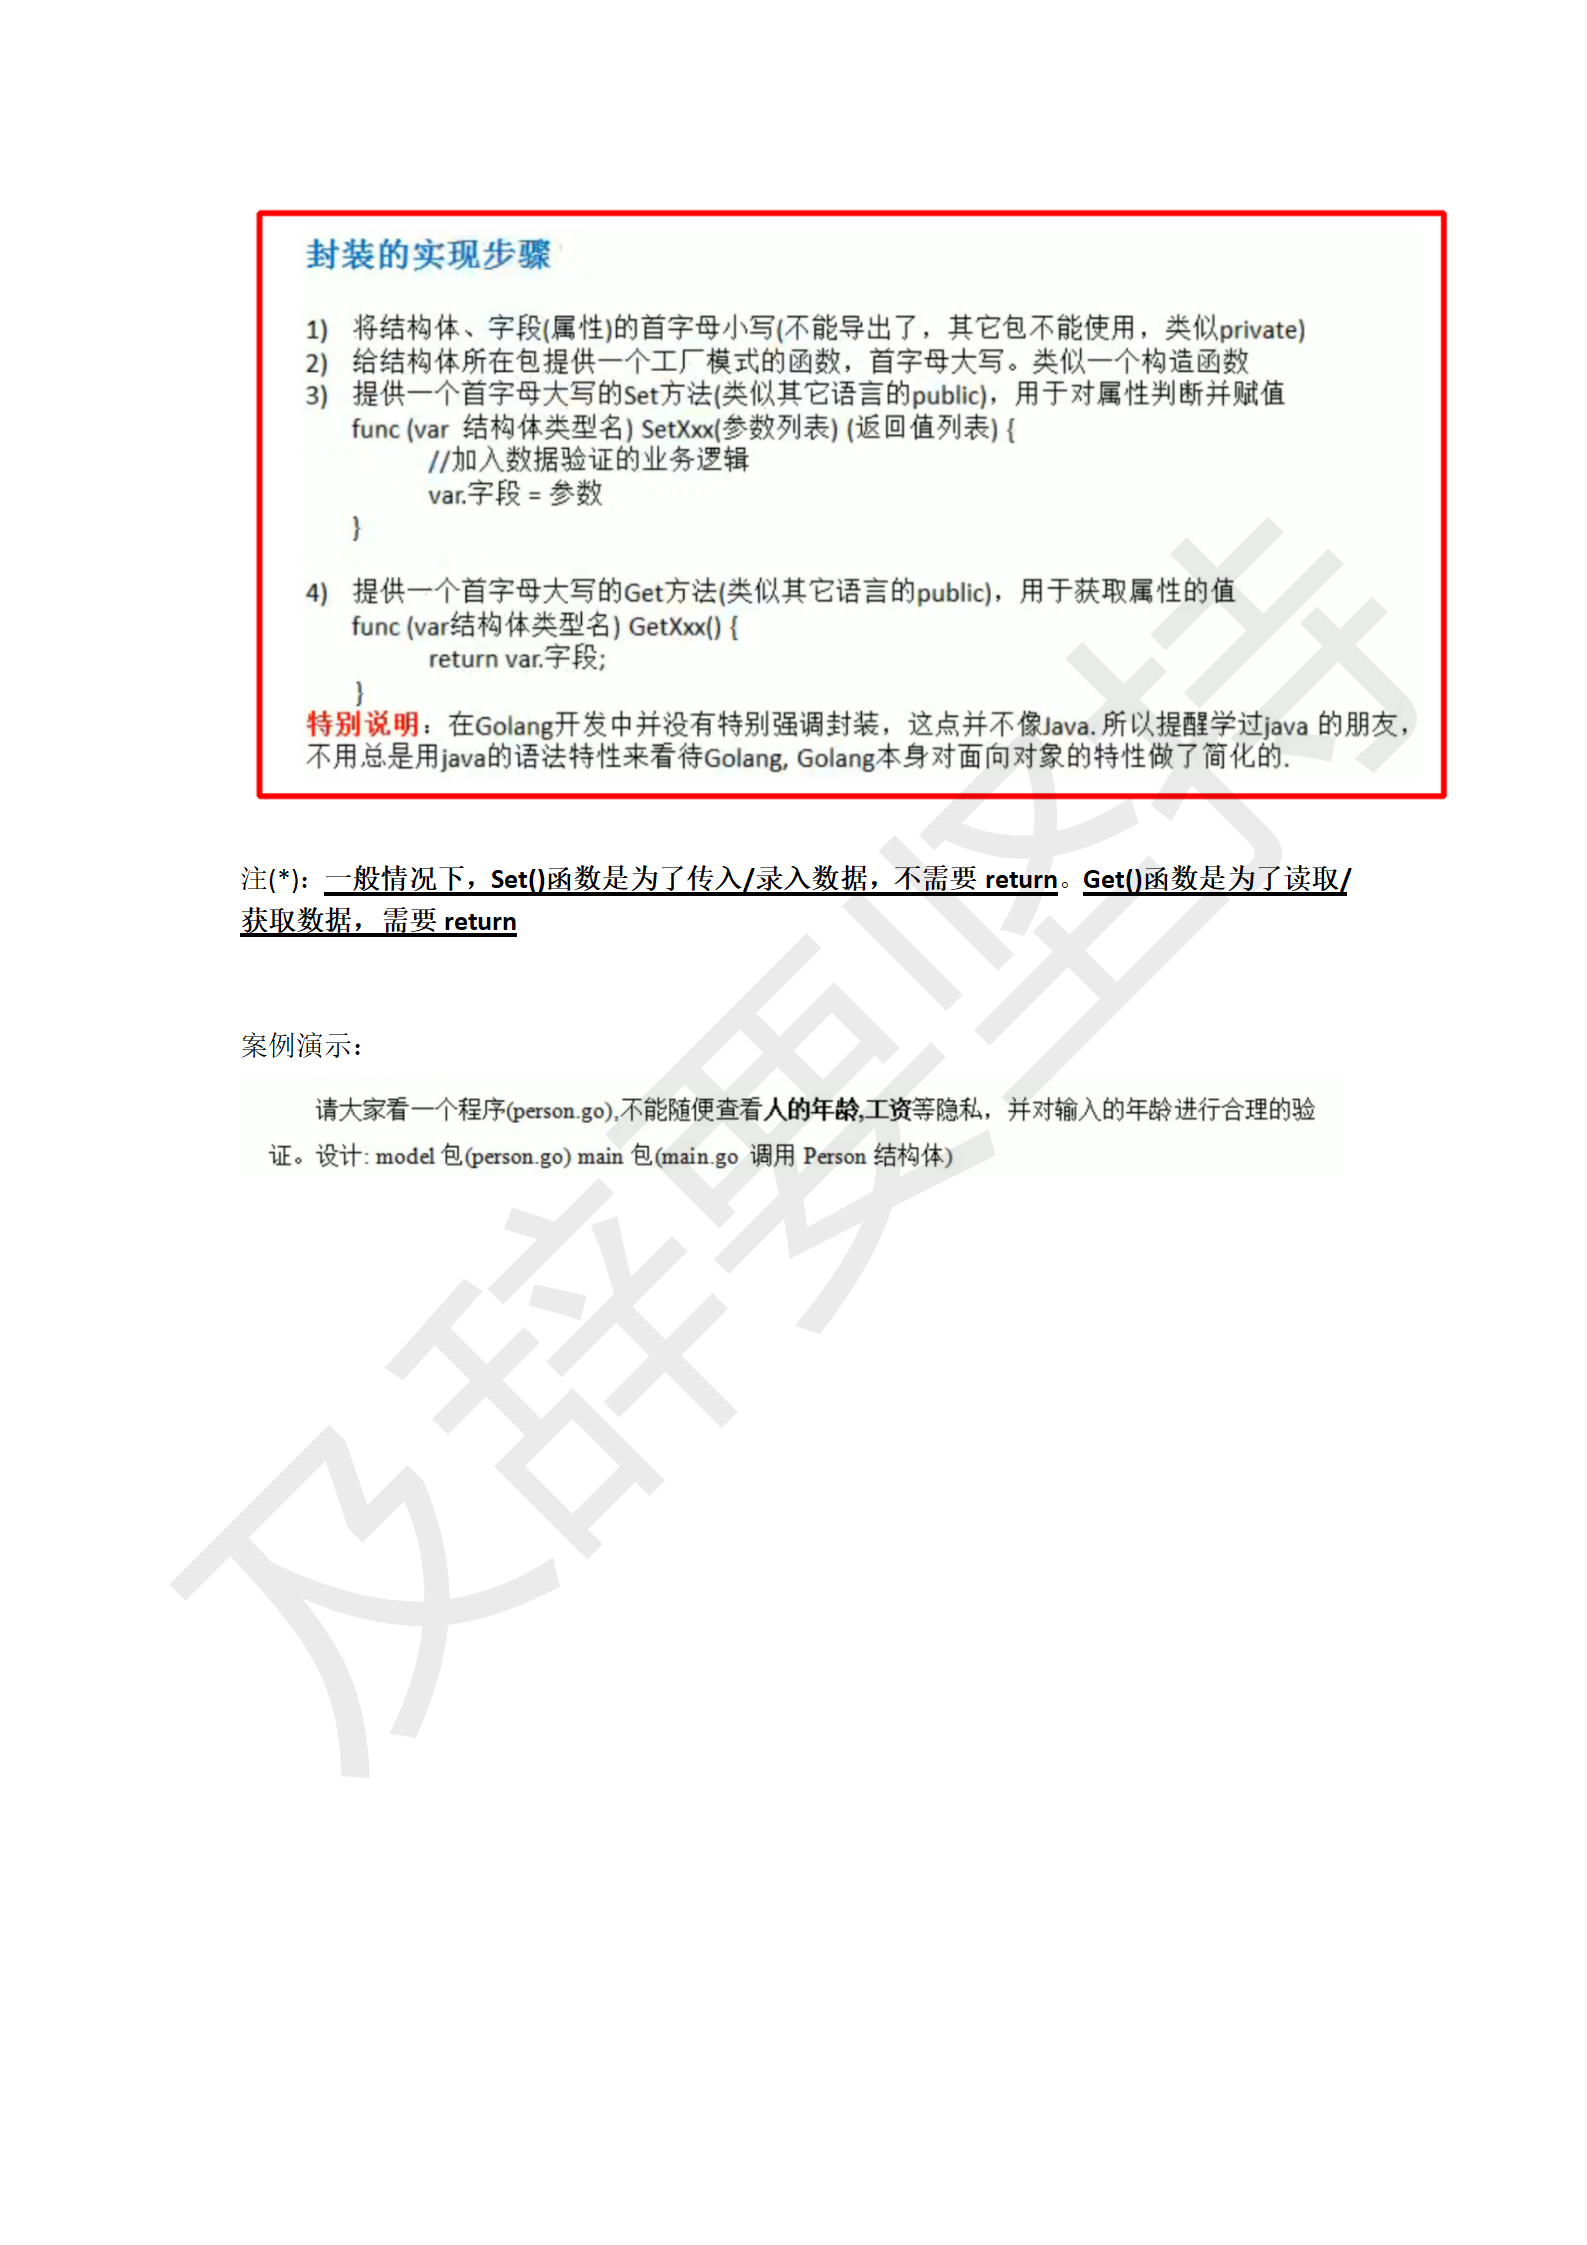 封装的实现步骤
1) 将结构体、字段(属性)的首字母小写(不能导出了，其它包不能使用，类似private)
2) 给结构体所在包提供一个工厂模式的函数，首字母大写。类似一个构造函数
3) 提供一个首字母大写的Set方法(类似其它语言的public)，用于对属性判断并赋值
func (var 结构体类型名) SetXxx(参数列表) (返回值列表) {
//加入数据验证的业务逻辑
var.字段 = 参数
}
4) 提供一个首字母大写的Get方法(类似其它语言的public)，用于获取属性的值
func (var结构体类型名) GetXxx() {
return var.字段;
}
特别说明：在Golang开发中并没有特别强调封装，这点并不像Java. 所以提醒学过java 的朋友，
不用总是用java的语法特性来看待Golang, Golang本身对面向对象的特性做了简化的.
注(*)：一般情况下，Set()函数是为了传入/录入数据，不需要 return。Get()函数是为了读取/
获取数据，需要 return
案例演示：
请大家看一个程序(person.go),不能随便查看人的年龄,工资等隐私，并对输入的年龄进行合理的验
证。设计: model 包(person.go) main 包(main.go 调用 Person 结构体)
及辞要坚持